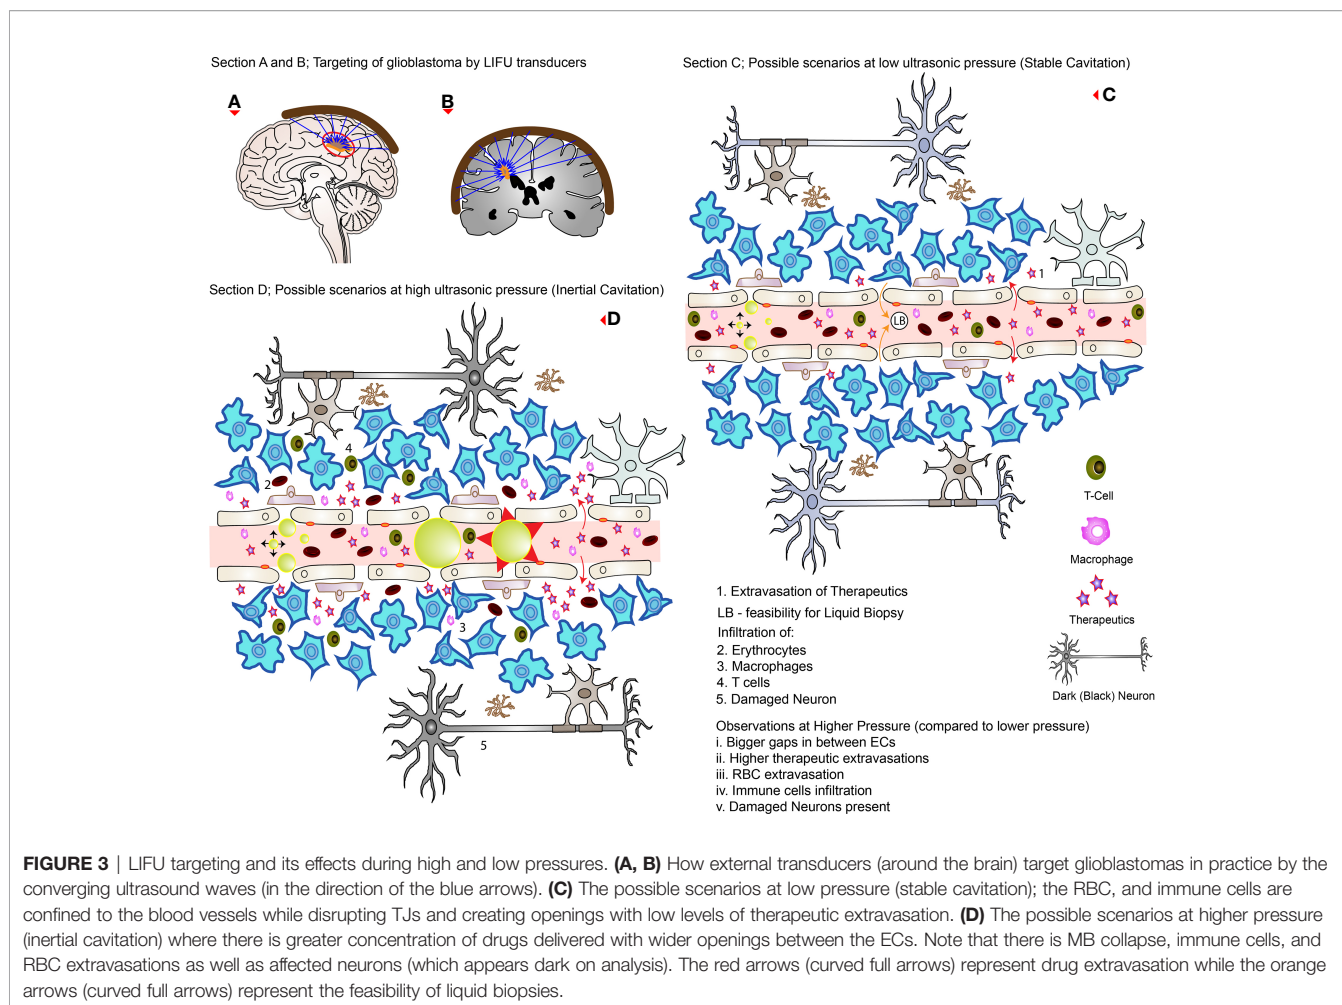 Section A and B; Targeting of glioblastoma by LIFU transducers
A
B
Section C; Possible scenarios at low ultrasonic pressure (Stable Cavitation)
C
1
LB
Section D; Possible scenarios at high ultrasonic pressure (Inertial Cavitation)
D
4
2
3
5
T-Cell
Macrophage
Therapeutics
Dark (Black) Neuron
1. Extravasation of Therapeutics
LB - feasibility for Liquid Biopsy
Infiltration of:
2. Erythrocytes
3. Macrophages
4. T cells
5. Damaged Neuron
Observations at Higher Pressure (compared to lower pressure)
i. Bigger gaps in between ECs
ii. Higher therapeutic extravasations
iii. RBC extravasation
iv. Immune cells infiltration
v. Damaged Neurons present
FIGURE 3 | LIFU targeting and its effects during high and low pressures. (A, B) How external transducers (around the brain) target glioblastomas in practice by the
converging ultrasound waves (in the direction of the blue arrows). (C) The possible scenarios at low pressure (stable cavitation); the RBC, and immune cells are
confined to the blood vessels while disrupting TJs and creating openings with low levels of therapeutic extravasation. (D) The possible scenarios at higher pressure
(inertial cavitation) where there is greater concentration of drugs delivered with wider openings between the ECs. Note that there is MB collapse, immune cells, and
RBC extravasations as well as affected neurons (which appears dark on analysis). The red arrows (curved full arrows) represent drug extravasation while the orange
arrows (curved full arrows) represent the feasibility of liquid biopsies.